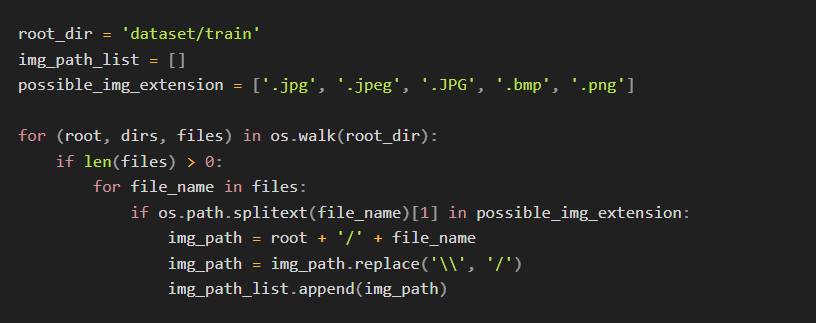 root_dir = 'dataset/train'
img_path_list = []
possible_img_extension = ['.jpg', '.jpeg', '.JPG', '.bmp', '.png']

for (root, dirs, files) in os.walk(root_dir):
    if len(files) > 0:
        for file_name in files:
            if os.path.splitext(file_name)[1] in possible_img_extension:
                img_path = root + '/' + file_name
                img_path = img_path.replace('\\', '/')
                img_path_list.append(img_path)